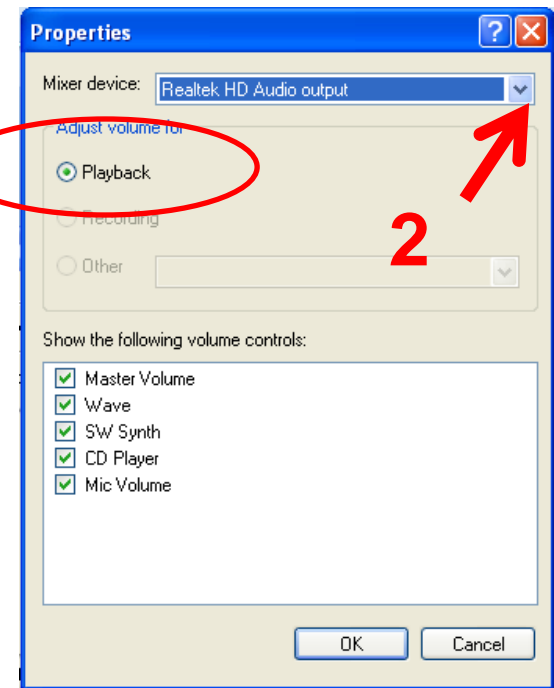 Properties
Mixer device: Realtek HD Audio output
Adjust volume for
Playback
Recording
2
Other
Show the following volume controls:
Master Volume
Wave
SW Synth
CD Player
Mic Volume
OK Cancel